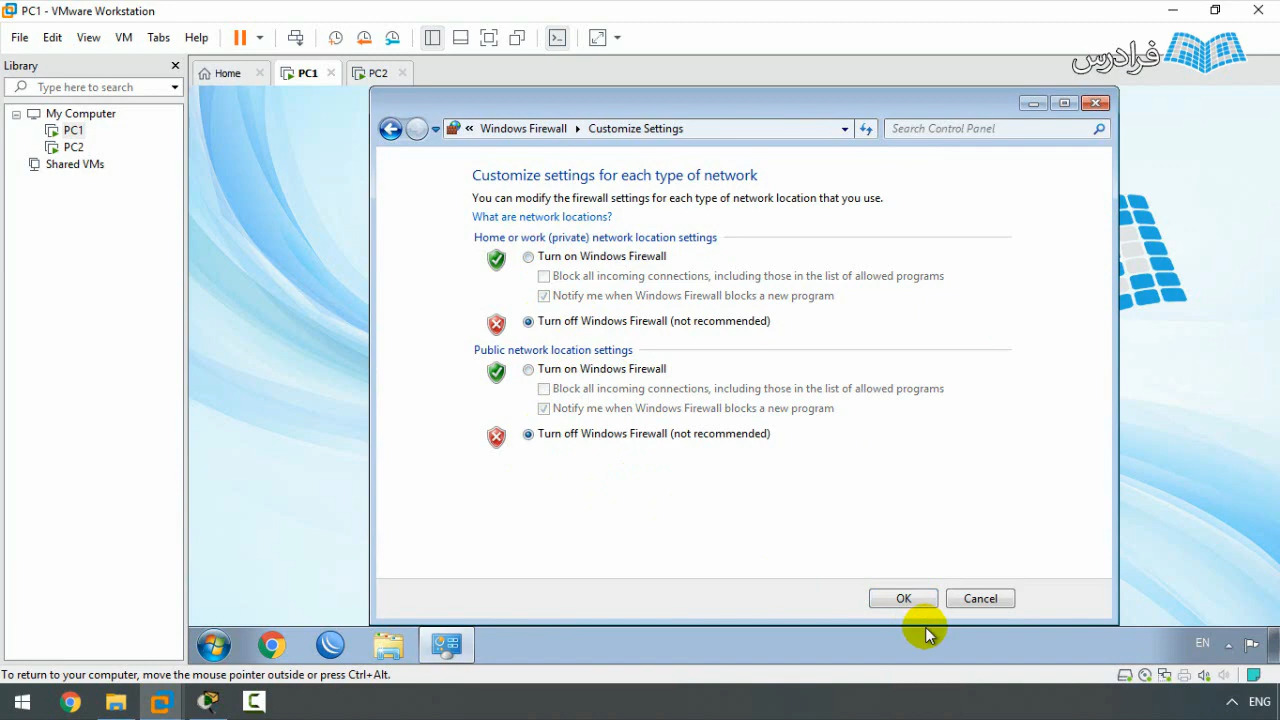 PC1 - VMware Workstation
File Edit View VM Tabs Help
فرادرس
Library
Type here to search
My Computer
PC1
PC2
Shared VMs
Home PC1 PC2
« Windows Firewall Customize Settings
Search Control Panel
Customize settings for each type of network
You can modify the firewall settings for each type of network location that you use.
What are network locations?
Home or work (private) network location settings
Turn on Windows Firewall
Block all incoming connections, including those in the list of allowed programs
Notify me when Windows Firewall blocks a new program
Turn off Windows Firewall (not recommended)
Public network location settings
Turn on Windows Firewall
Block all incoming connections, including those in the list of allowed programs
Notify me when Windows Firewall blocks a new program
Turn off Windows Firewall (not recommended)
OK Cancel
EN
To return to your computer, move the mouse pointer outside or press Ctrl+Alt.
ENG